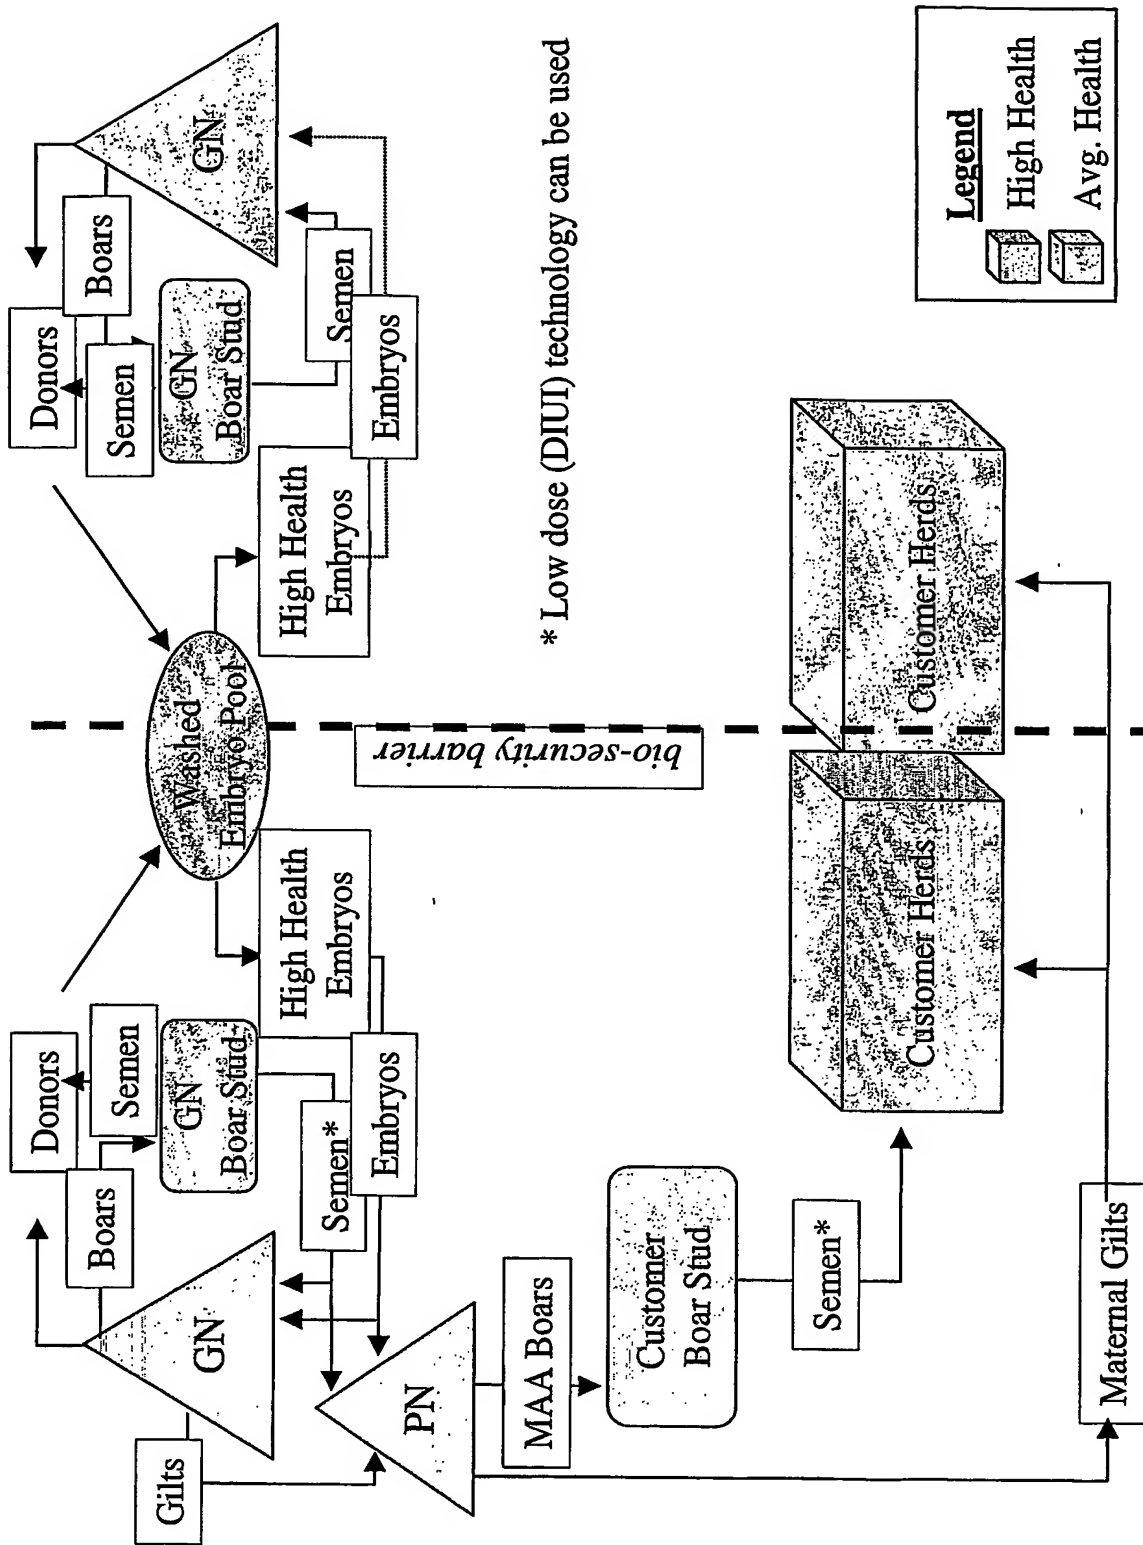 Donors
Boars
Semen
GN
Boar Stud
GN
Gilts
Semen*
Embryos
PN
High Health
Embryos
Washed
Embryo Pool
High Health
Embryos
Donors
Boars
Semen
GN
Boar Stud
GN
Semen
Embryos
bio-security barrier
* Low dose (DIUI) technology can be used
MAA Boars
Customer
Boar Stud
Semen*
Customer Herds
Customer Herds
Maternal Gilts
Legend
High Health
Avg. Health